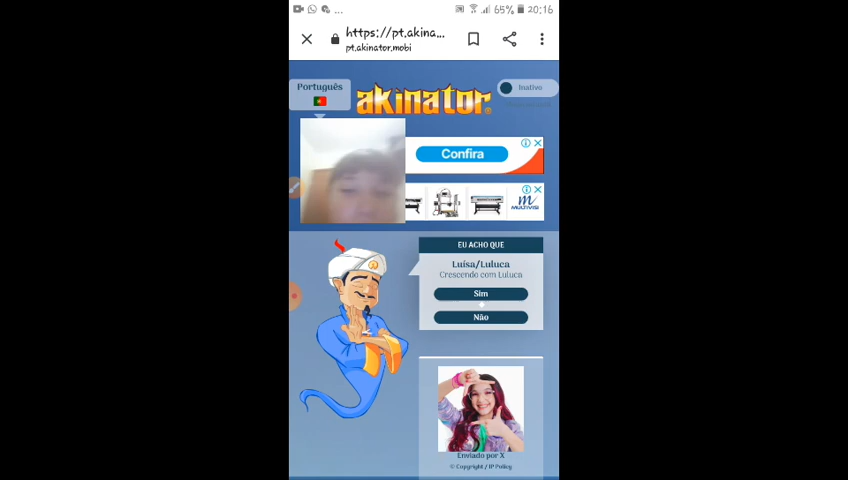 ... 65% 20:16
https://pt.akina...
pt.akinator.mobi
Português
akinator
Inativo
Confira
m
MULTIVISI
EU ACHO QUE
Luísa/Luluca
Crescendo com Luluca
Sim
Não
Enviado por X
© Copyright / IP Policy